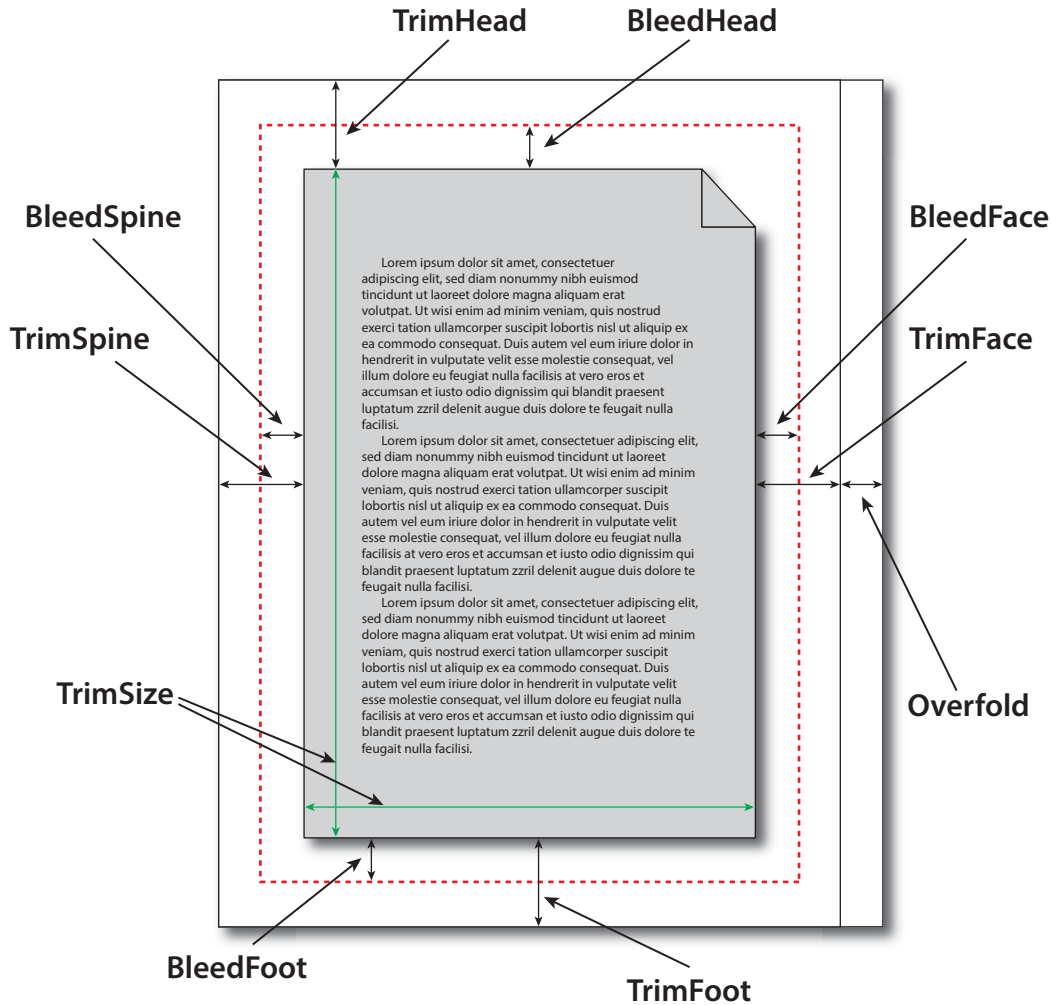 TrimHead
BleedHead
BleedSpine
BleedFace
TrimSpine
TrimFace
Lorem ipsum dolor sit amet, consectetuer
adipiscing elit, sed diam nonummy nibh euismod
tincidunt ut laoreet dolore magna aliquam erat
volutpat. Ut wisi enim ad minim veniam, quis nostrud
exerci tation ullamcorper suscipit lobortis nisl ut aliquip ex
ea commodo consequat. Duis autem vel eum iriure dolor in
hendrerit in vulputate velit esse molestie consequat, vel
illum dolore eu feugiat nulla facilisis at vero eros et
accumsan et iusto odio dignissim qui blandit praesent
luptatum zzril delenit augue duis dolore te feugait nulla
facilisi.
Lorem ipsum dolor sit amet, consectetuer adipiscing elit,
sed diam nonummy nibh euismod tincidunt ut laoreet
dolore magna aliquam erat volutpat. Ut wisi enim ad minim
veniam, quis nostrud exerci tation ullamcorper suscipit
lobortis nisl ut aliquip ex ea commodo consequat. Duis
autem vel eum iriure dolor in hendrerit in vulputate velit
esse molestie consequat, vel illum dolore eu feugiat nulla
facilisis at vero eros et accumsan et iusto odio dignissim qui
blandit praesent luptatum zzril delenit augue duis dolore te
feugait nulla facilisi.
Lorem ipsum dolor sit amet, consectetuer adipiscing elit,
sed diam nonummy nibh euismod tincidunt ut laoreet
dolore magna aliquam erat volutpat. Ut wisi enim ad minim
veniam, quis nostrud exerci tation ullamcorper suscipit
lobortis nisl ut aliquip ex ea commodo consequat. Duis
autem vel eum iriure dolor in hendrerit in vulputate velit
esse molestie consequat, vel illum dolore eu feugiat nulla
facilisis at vero eros et accumsan et iusto odio dignissim qui
blandit praesent luptatum zzril delenit augue duis dolore te
feugait nulla facilisi.
TrimSize
Overfold
BleedFoot
TrimFoot